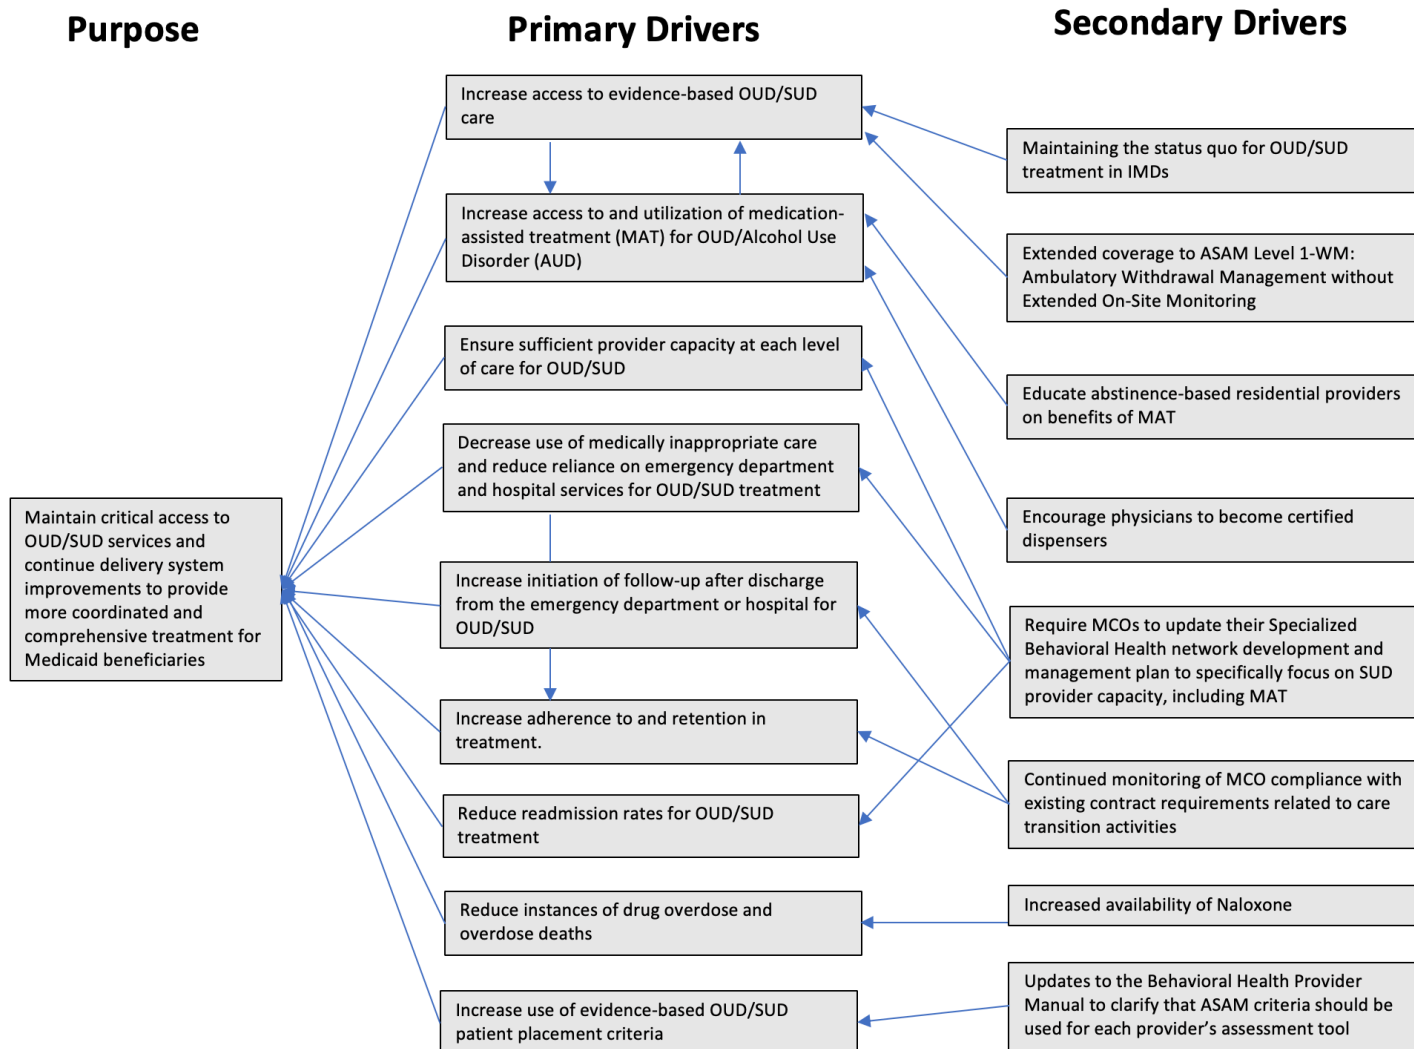 Purpose
Primary Drivers
Secondary Drivers
Maintain critical access to
OUD/SUD services and
continue delivery system
improvements to provide
more coordinated and
comprehensive treatment for
Medicaid beneficiaries
Increase access to evidence-based OUD/SUD
care
Increase access to and utilization of medication-
assisted treatment (MAT) for OUD/Alcohol Use
Disorder (AUD)
Ensure sufficient provider capacity at each level
of care for OUD/SUD
Decrease use of medically inappropriate care
and reduce reliance on emergency department
and hospital services for OUD/SUD treatment
Increase initiation of follow-up after discharge
from the emergency department or hospital for
OUD/SUD
Increase adherence to and retention in
treatment.
Reduce readmission rates for OUD/SUD
treatment
Reduce instances of drug overdose and
overdose deaths
Increase use of evidence-based OUD/SUD
patient placement criteria
Maintaining the status quo for OUD/SUD
treatment in IMDs
Extended coverage to ASAM Level 1-WM:
Ambulatory Withdrawal Management without
Extended On-Site Monitoring
Educate abstinence-based residential providers
on benefits of MAT
Encourage physicians to become certified
dispensers
Require MCOs to update their Specialized
Behavioral Health network development and
management plan to specifically focus on SUD
provider capacity, including MAT
Continued monitoring of MCO compliance with
existing contract requirements related to care
transition activities
Increased availability of Naloxone
Updates to the Behavioral Health Provider
Manual to clarify that ASAM criteria should be
used for each provider’s assessment tool